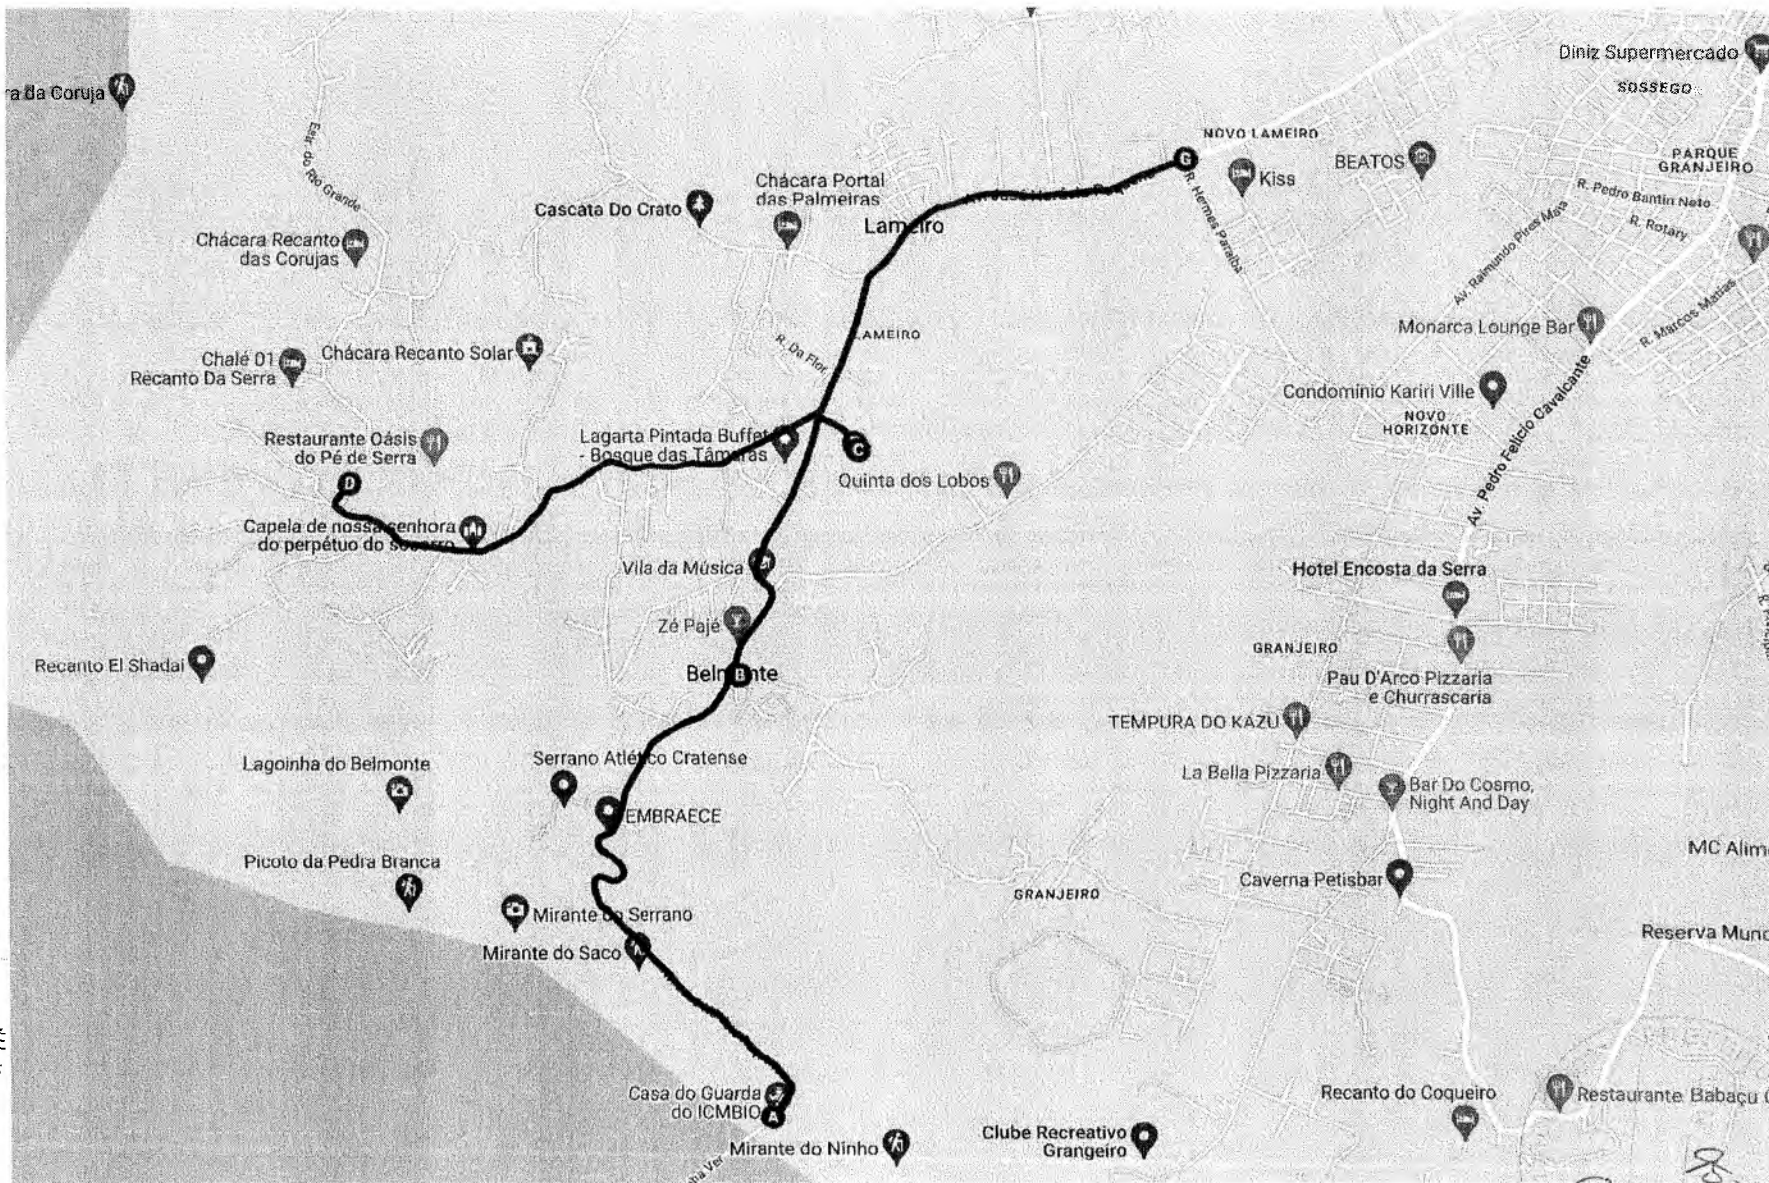 Diniz Supermercado
SOSSEGO
ra da Coruja
NOVO LAMEIRO
G
BEATOS
Kiss
PARQUE
GRANJEIRO
Estr. do Rio Grande
Chácara Portal
das Palmeiras
Cascata Do Crato
Lameiro
R. Hermes Paraiba
R. Pedro Bantin Neto
R. Rotary
Av. Raimundo Pires Maia
Chácara Recanto
das Corujas
R. Marcos Matias
Monarca Lounge Bar
LAMEIRO
R. Da Flor
Chalé 01
Recanto Da Serra
Chácara Recanto Solar
Condomínio Kariri Ville
NOVO
HORIZONTE
Av. Pedro Felício Cavalcante
Restaurante Oásis
do Pé de Serra
Lagarta Pintada Buffet
- Bosque das Tâmaras
C
Quinta dos Lobos
D
Capela de nossa senhora
do perpétuo do socorro
Vila da Música
Hotel Encosta da Serra
Zé Pajé
GRANJEIRO
Recanto El Shadai
Belmonte
B
Pau D'Arco Pizzaria
e Churrascaria
TEMPURA DO KAZU
Serrano Atlético Cratense
Lagoinha do Belmonte
La Bella Pizzaria
Bar Do Cosmo,
Night And Day
EMBRAECE
MC Alim
Picoto da Pedra Branca
Caverna Petisbar
GRANJEIRO
Mirante do Serrano
Reserva Mund
Mirante do Saco
Casa do Guarda
do ICMBIO
A
Recanto do Coqueiro
Restaurante Babaçu
Clube Recreativo
Grangeiro
Mirante do Ninho